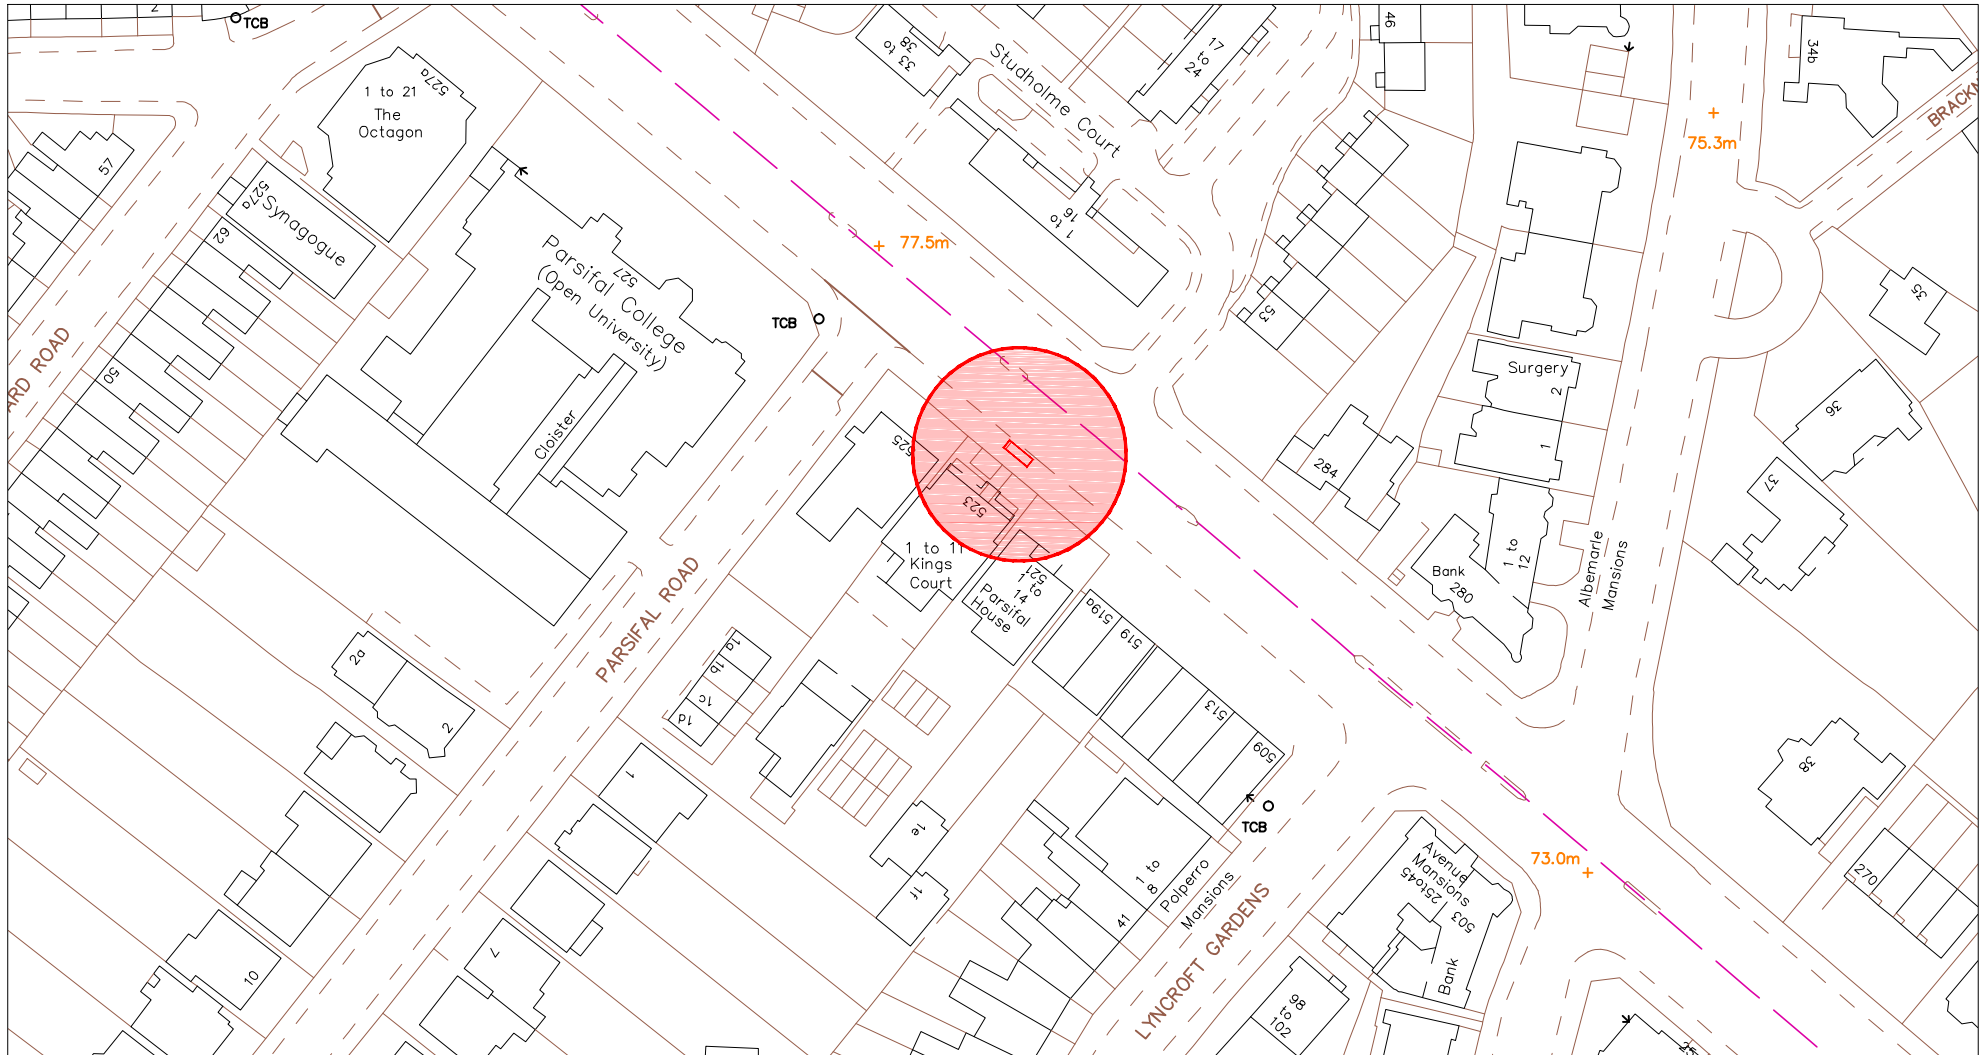 2
TCB
33 to
38
Studholme Court
17
to
24
46
34b
BRACKN
75.3m
527a
1 to 21
The
Octagon
57
527a
Synagogue
62
1 to
16
77.5m
Parsifal College
(Open University)
527
TCB
53
35
ARD ROAD
50
Cloister
Surgery
2
1
36
284
37
525
523
1 to 11
Kings
Court
521
1 to
14
Parsifal
House
Bank
280
1 to
12
Albemarle
Mansions
PARSIFAL ROAD
519a
519
513
509
1a
1b
1c
1d
2a
2
1
38
TCB
1e
1f
1 to
8
Polperro
Mansions
41
Avenue
Mansions
25to45
503
Bank
73.0m
270
LYNCROFT GARDENS
10
7
98
to
102
25